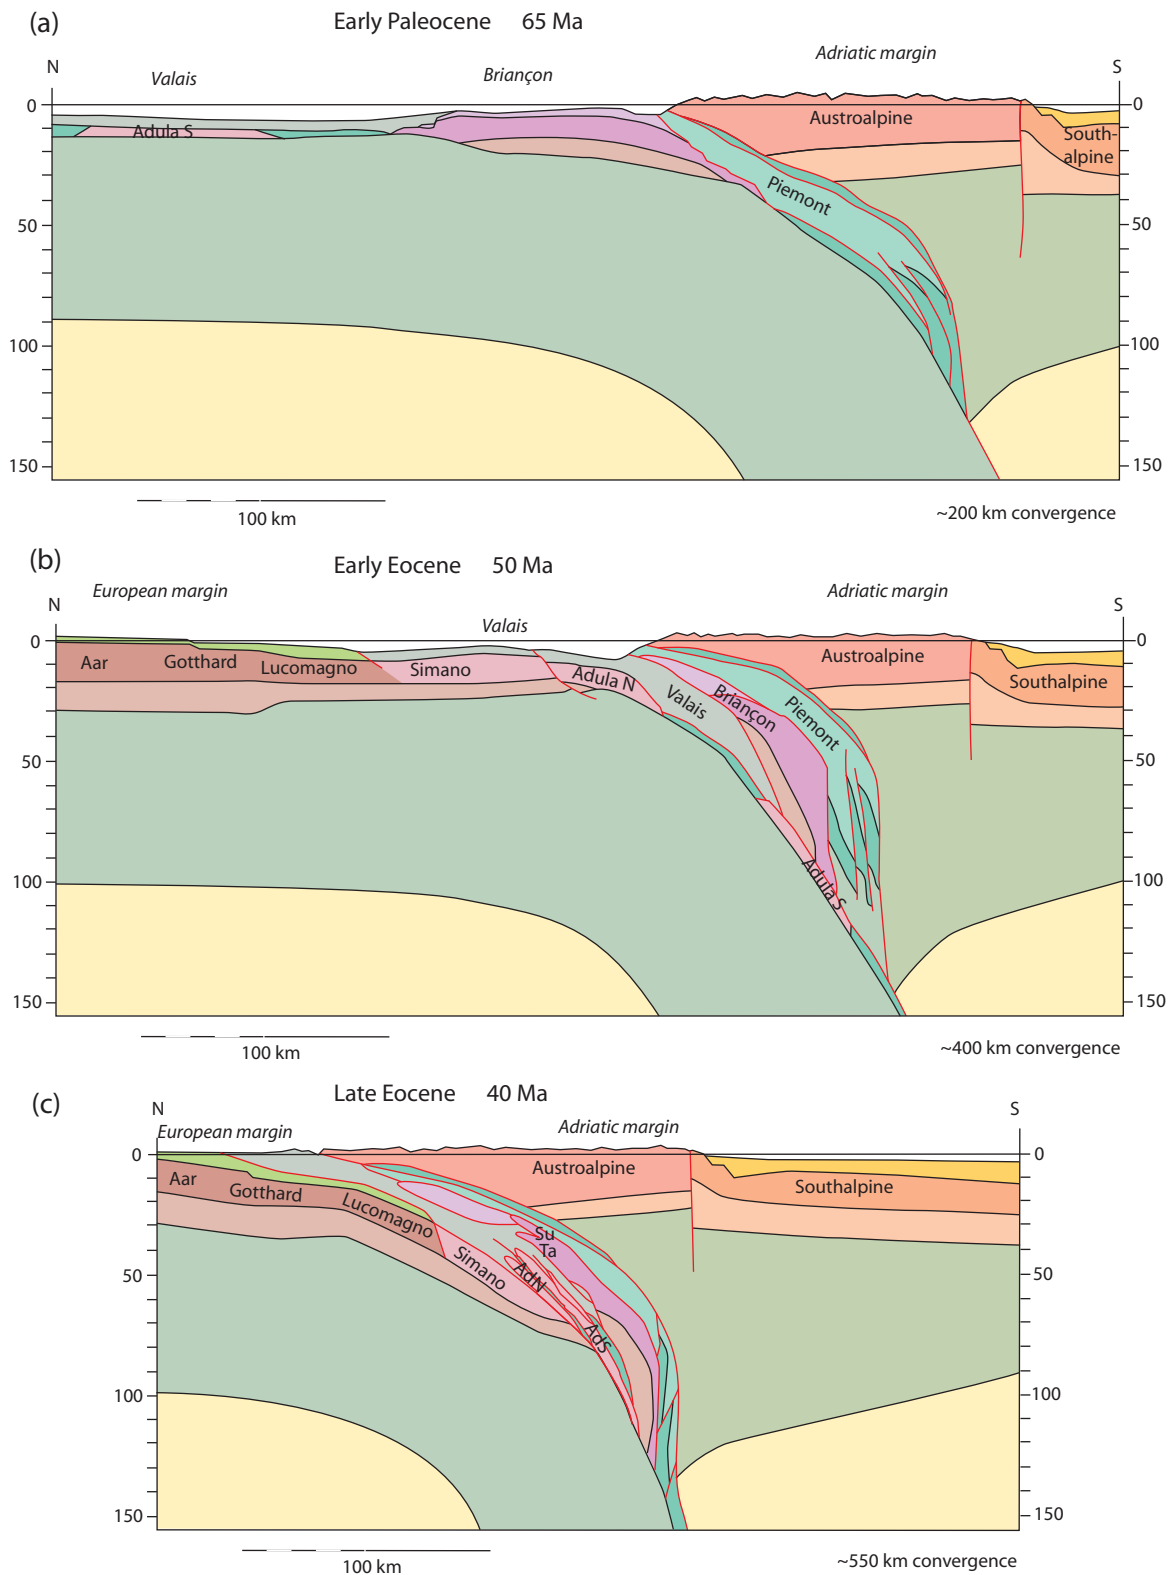 (a)
Early Paleocene 65 Ma
Adriatic margin
N
Valais
Briançon
S
0
Adula S
Austroalpine
0
South-
alpine
Piemont
50
50
100
100
150
150
100 km
~200 km convergence
(b)
Early Eocene 50 Ma
European margin
Adriatic margin
N
Valais
S
0
Aar
Gotthard
Lucomagno
Simano
Adula N
Valais
Briançon
Piemont
Austroalpine
Southalpine
0
50
50
Adula S
100
100
150
150
100 km
~400 km convergence
(c)
Late Eocene 40 Ma
N
S
European margin
Adriatic margin
0
Aar
Gotthard
Lucomagno
Simano
Austroalpine
Southalpine
0
Su
Ta
AdN
50
50
AdS
100
100
150
150
100 km
~550 km convergence